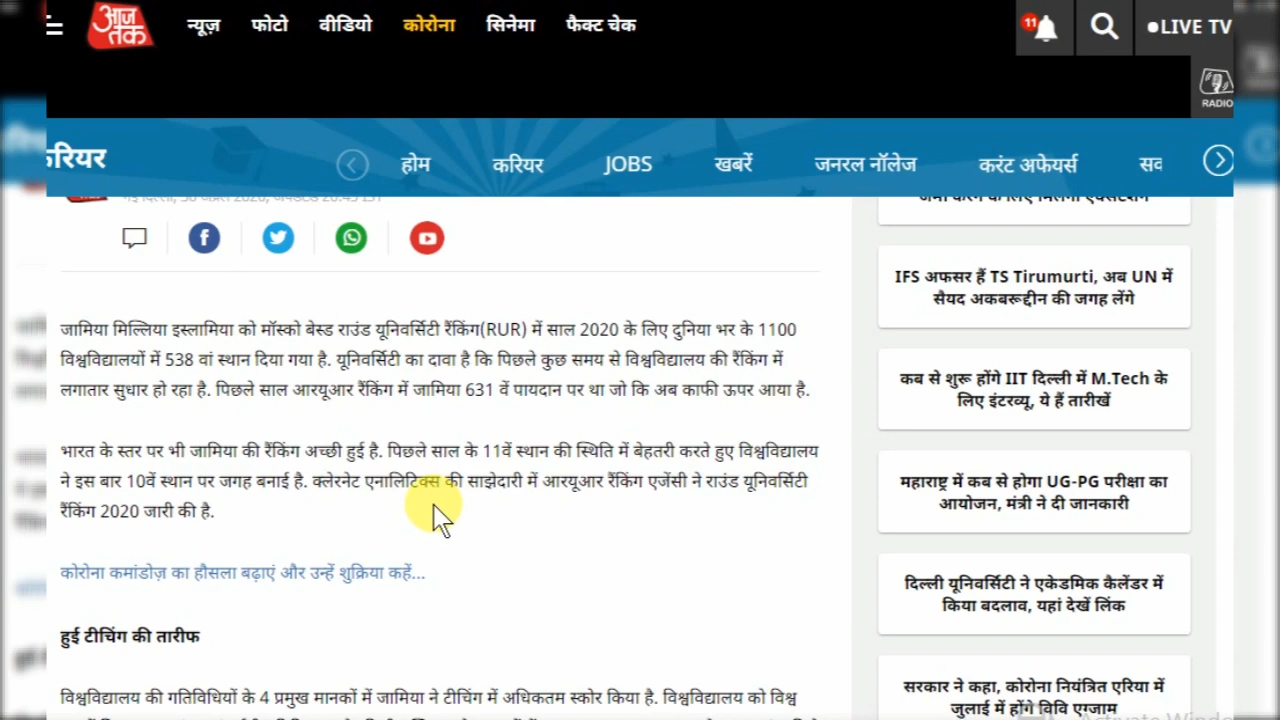 आज तक
न्यूज़ फोटो वीडियो कोरोना सिनेमा फैक्ट चेक
11
LIVE TV
RADIO
करियर
होम करियर JOBS खबरें जनरल नॉलेज करंट अफेयर्स सव
जामिया मिल्लिया इस्लामिया को मॉस्को बेस्ड राउंड यूनिवर्सिटी रैंकिंग(RUR) में साल 2020 के लिए दुनिया भर के 1100
विश्वविद्यालयों में 538 वां स्थान दिया गया है. यूनिवर्सिटी का दावा है कि पिछले कुछ समय से विश्वविद्यालय की रैंकिंग में
लगातार सुधार हो रहा है. पिछले साल आरयूआर रैंकिंग में जामिया 631 वें पायदान पर था जो कि अब काफी ऊपर आया है.
भारत के स्तर पर भी जामिया की रैंकिंग अच्छी हुई है. पिछले साल के 11वें स्थान की स्थिति में बेहतरी करते हुए विश्वविद्यालय
ने इस बार 10वें स्थान पर जगह बनाई है. क्लेरनेट एनालिटिक्स की साझेदारी में आरयूआर रैंकिंग एजेंसी ने राउंड यूनिवर्सिटी
रैंकिंग 2020 जारी की है.
कोरोना कमांडोज़ का हौसला बढ़ाएं और उन्हें शुक्रिया कहें...
हुई टीचिंग की तारीफ
विश्वविद्यालय की गतिविधियों के 4 प्रमुख मानकों में जामिया ने टीचिंग में अधिकतम स्कोर किया है. विश्वविद्यालय को विश्व
IFS अफसर हैं TS Tirumurti, अब UN में
सैयद अकबरूद्दीन की जगह लेंगे
कब से शुरू होंगे IIT दिल्ली में M.Tech के
लिए इंटरव्यू, ये हैं तारीखें
महाराष्ट्र में कब से होगा UG-PG परीक्षा का
आयोजन, मंत्री ने दी जानकारी
दिल्ली यूनिवर्सिटी ने एकेडमिक कैलेंडर में
किया बदलाव, यहां देखें लिंक
सरकार ने कहा, कोरोना नियंत्रित एरिया में
जुलाई में होंगे विवि एग्जाम